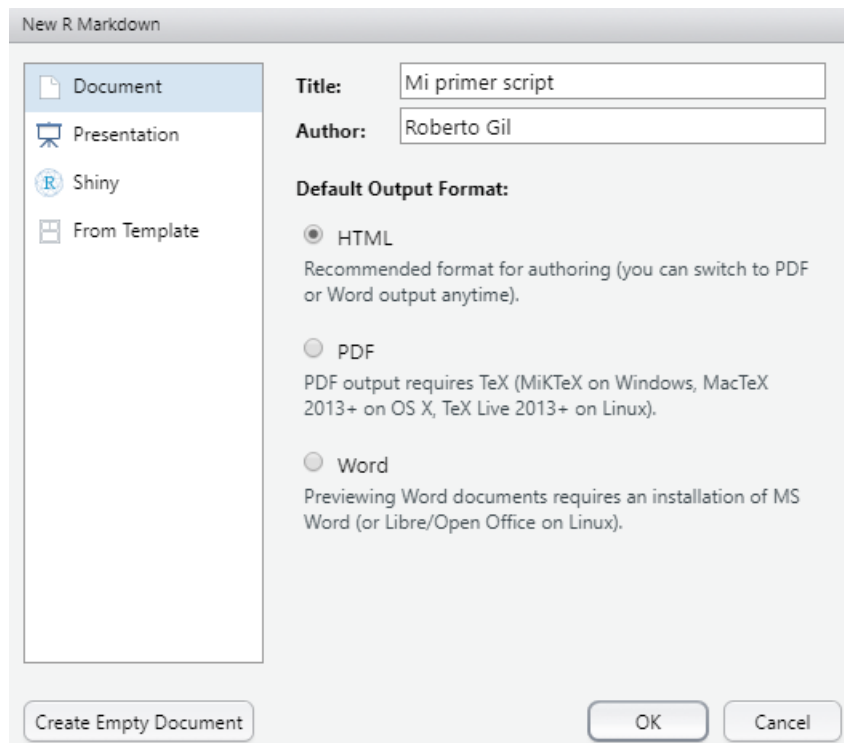 New R Markdown
Document
Presentation
Shiny
From Template
Title:
Mi primer script
Author:
Roberto Gil
Default Output Format:
HTML
Recommended format for authoring (you can switch to PDF
or Word output anytime).
PDF
PDF output requires TeX (MiKTeX on Windows, MacTeX
2013+ on OS X, TeX Live 2013+ on Linux).
Word
Previewing Word documents requires an installation of MS
Word (or Libre/Open Office on Linux).
Create Empty Document
OK
Cancel